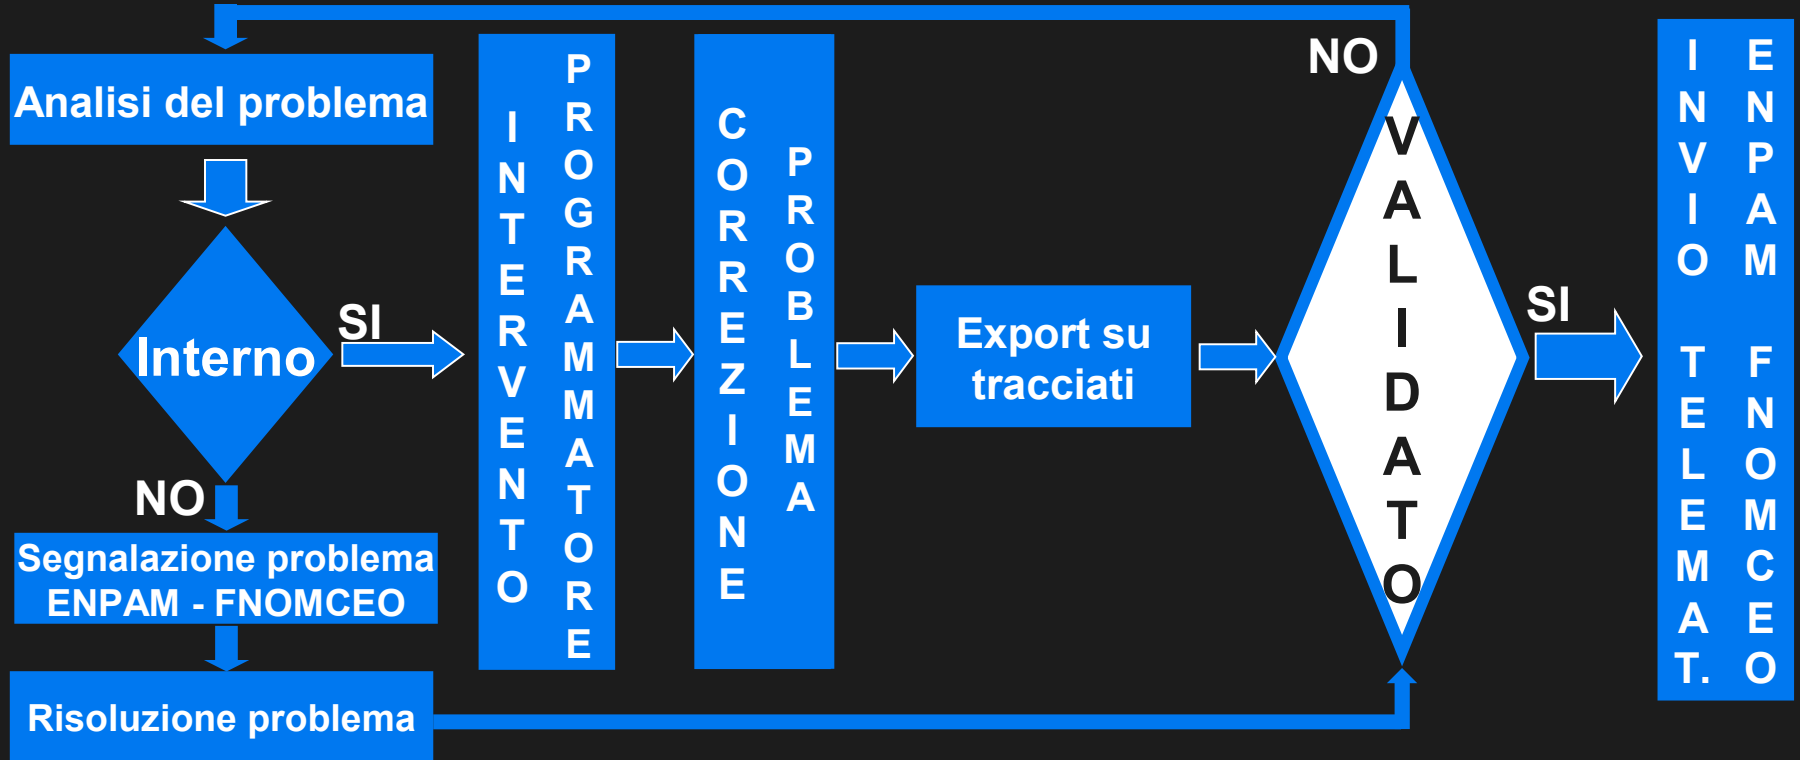 Analisi del problema
Interno
SI
NO
Segnalazione problema
ENPAM - FNOMCEO
Risoluzione problema
INTERVENTO
PROGRAMMATORE
CORREZIONE
PROBLEMA
Export su
tracciati
NO
VALIDATO
SI
INVIO TELEMAT.
ENPAM FNOMCEO